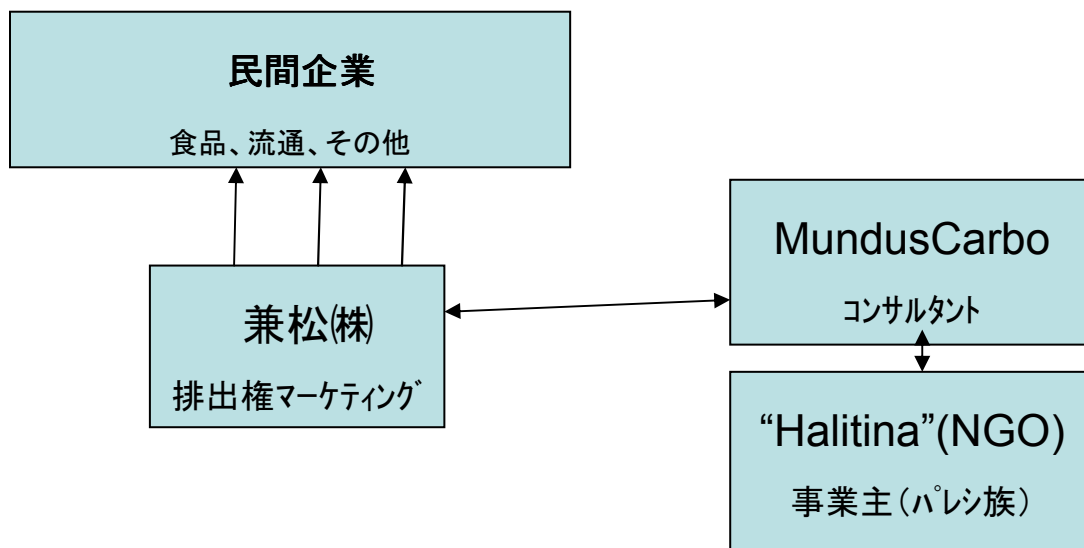 民間企業
食品、流通、その他
兼松㈱
排出権ﾏｰｹﾃｨﾝｸﾞ
MundusCarbo
ｺﾝｻﾙﾀﾝﾄ
“Halitina”(NGO)
事業主（ﾊﾟﾚｼ族）